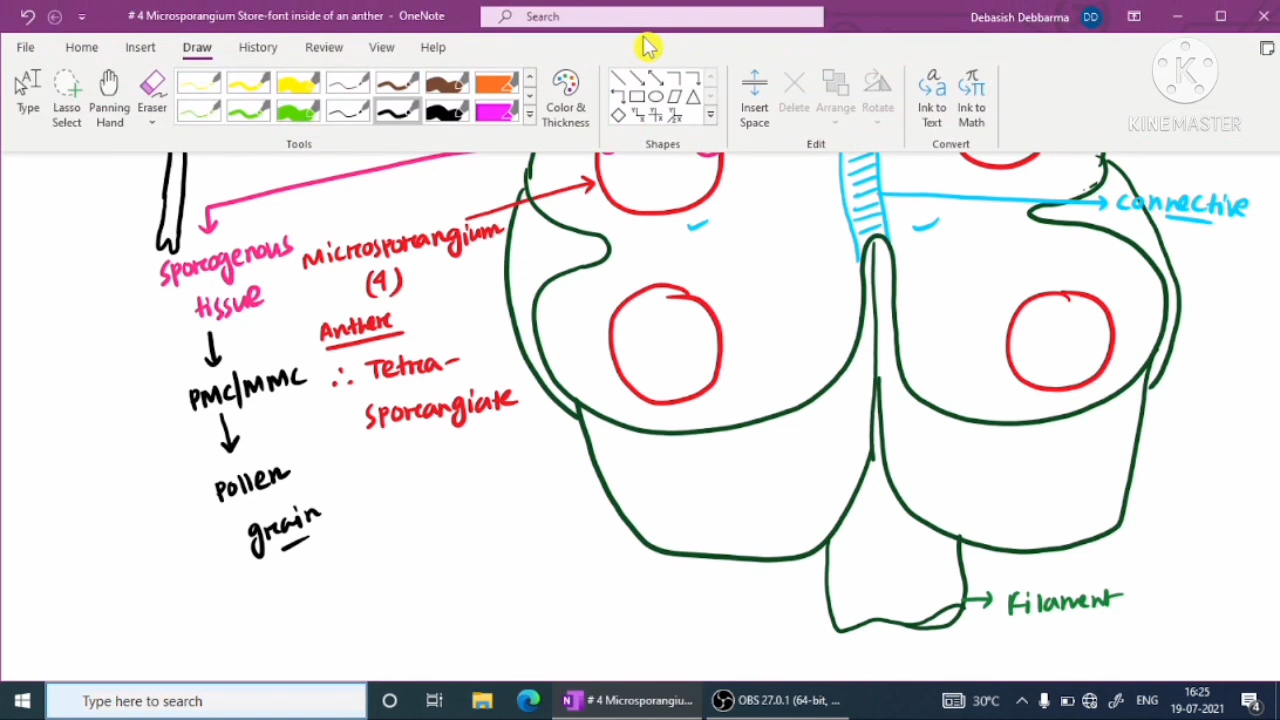 # 4 Microsporangium Store-font inside of an anther - OneNote
Search
Debasish Debbarma
DD
File
Home
Insert
Draw
History
Review
View
Help
Type
Lasso
Select
Panning
Hand
Eraser
Color &
Thickness
Insert
Space
Delete
Arrange
Rotate
Ink to
Text
Ink to
Math
Tools
Shapes
Edit
Convert
K
KINEMASTER
connective
sporogenous
tissue
Microsporangium
(4)
Anther
∴ Tetra-
sporangiate
PMC/MMC
pollen
grain
Filament
Type here to search
# 4 Microsporangiu...
OBS 27.0.1 (64-bit, ...
30°C
ENG
16:25
19-07-2021
4